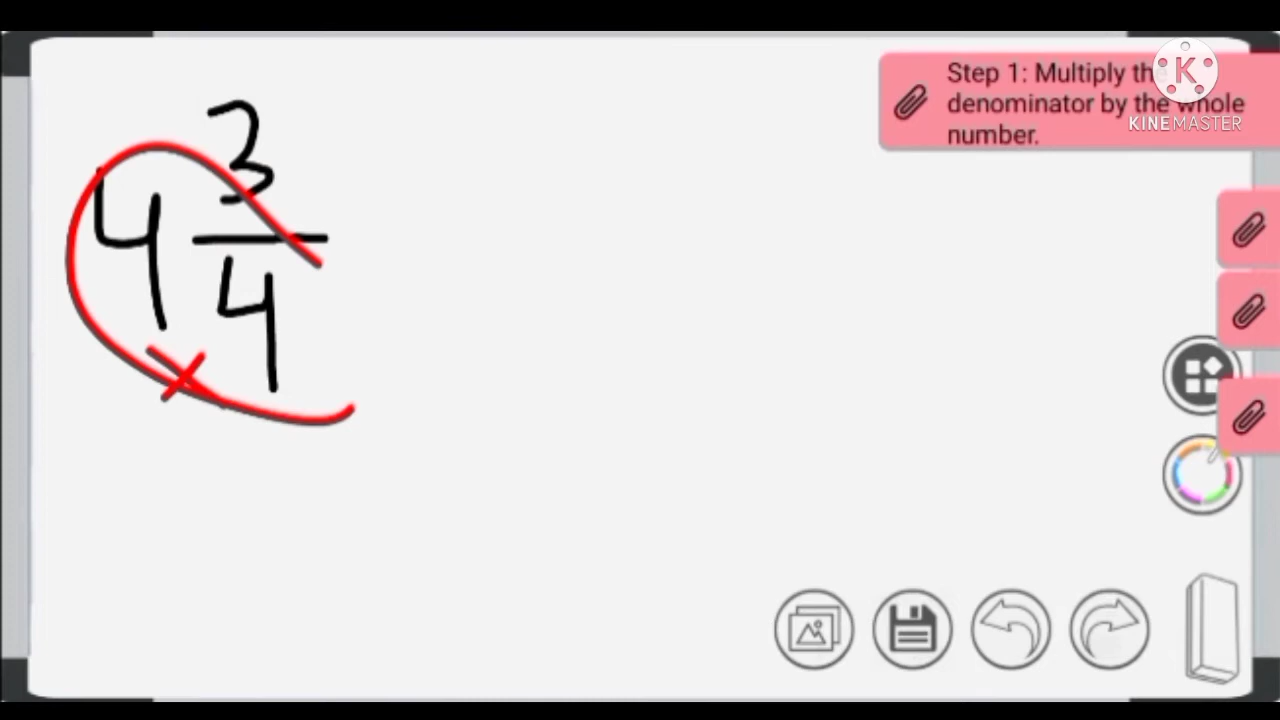 Step 1: Multiply the
denominator by the whole
number.
K
KINEMASTER
3
4
4
×